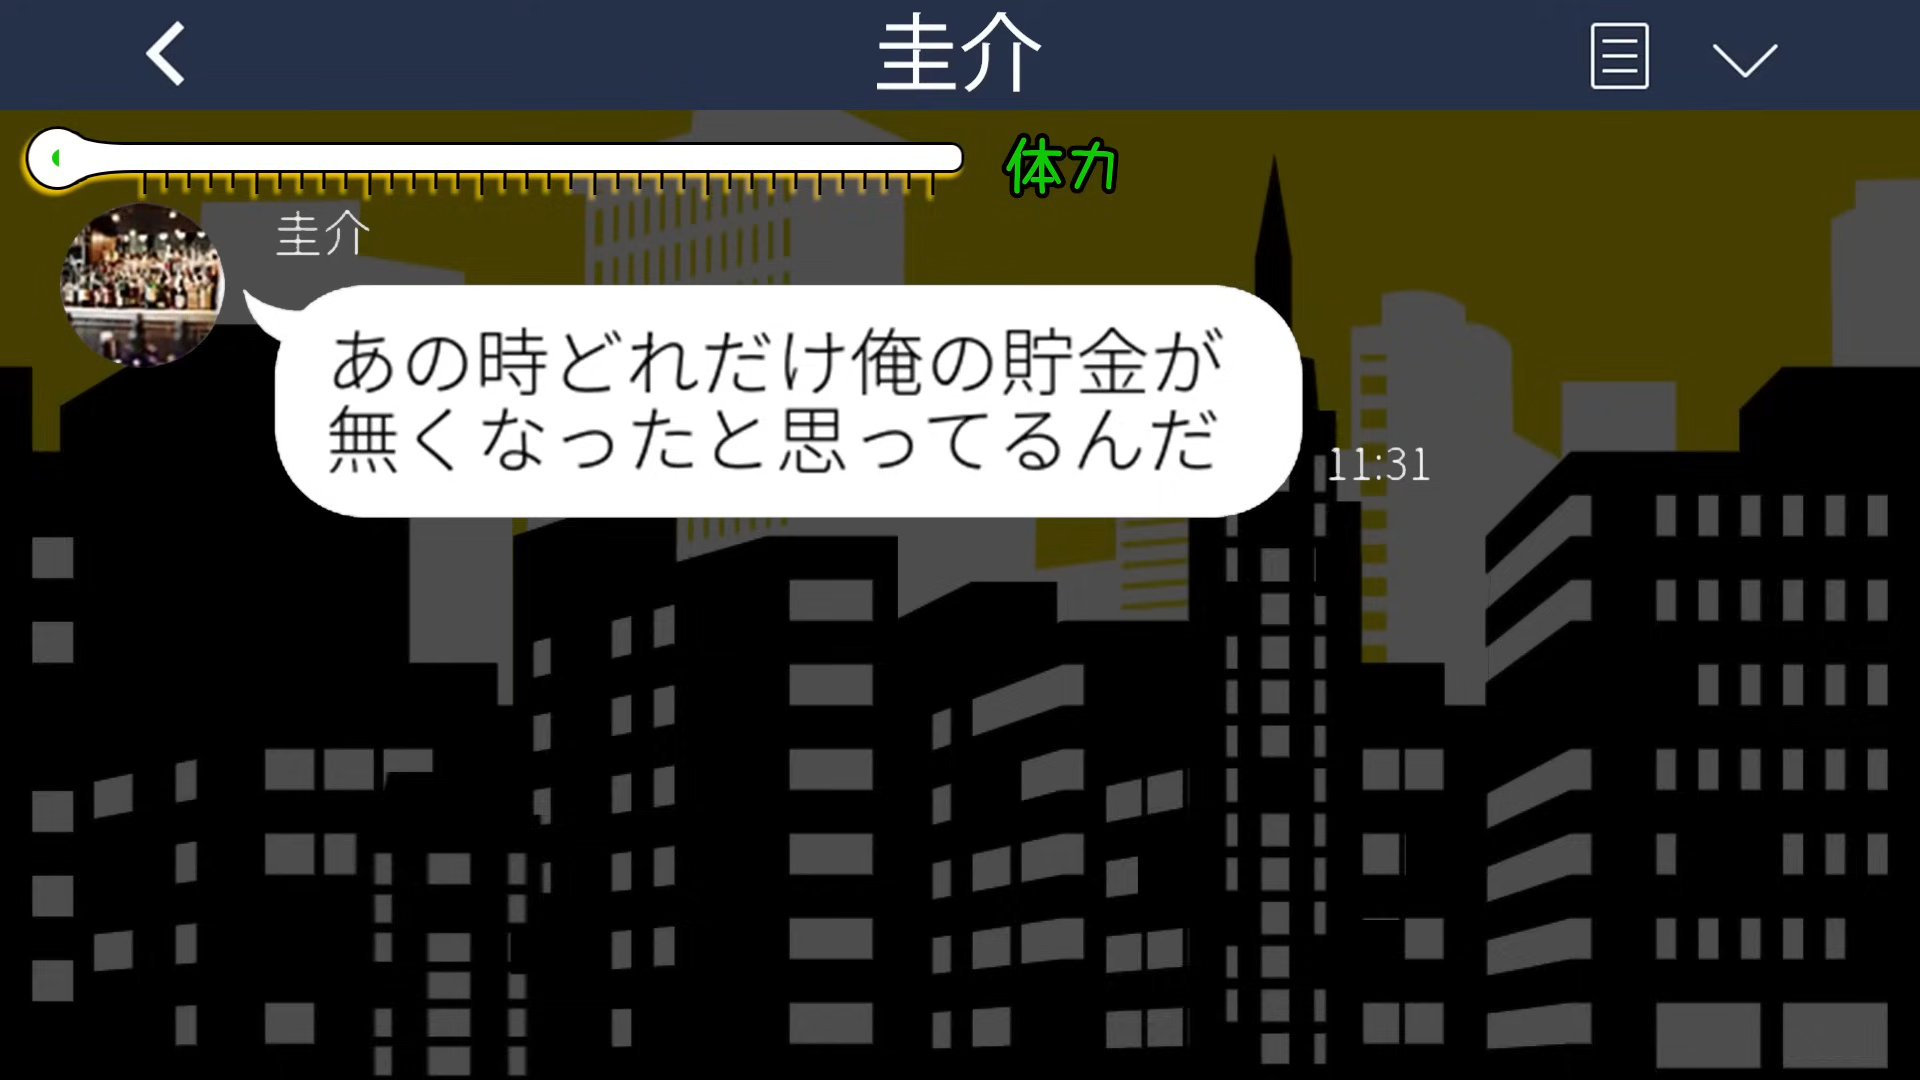 圭介
体力
圭介
あの時どれだけ俺の貯金が
無くなったと思ってるんだ
11:31